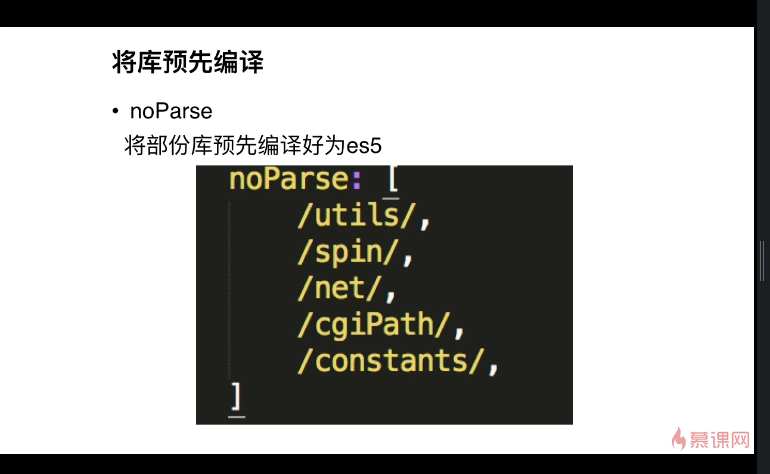 将库预先编译
• noParse
将部份库预先编译好为es5
noParse: [
/utils/,
/spin/,
/net/,
/cgiPath/,
/constants/,
]
慕课网